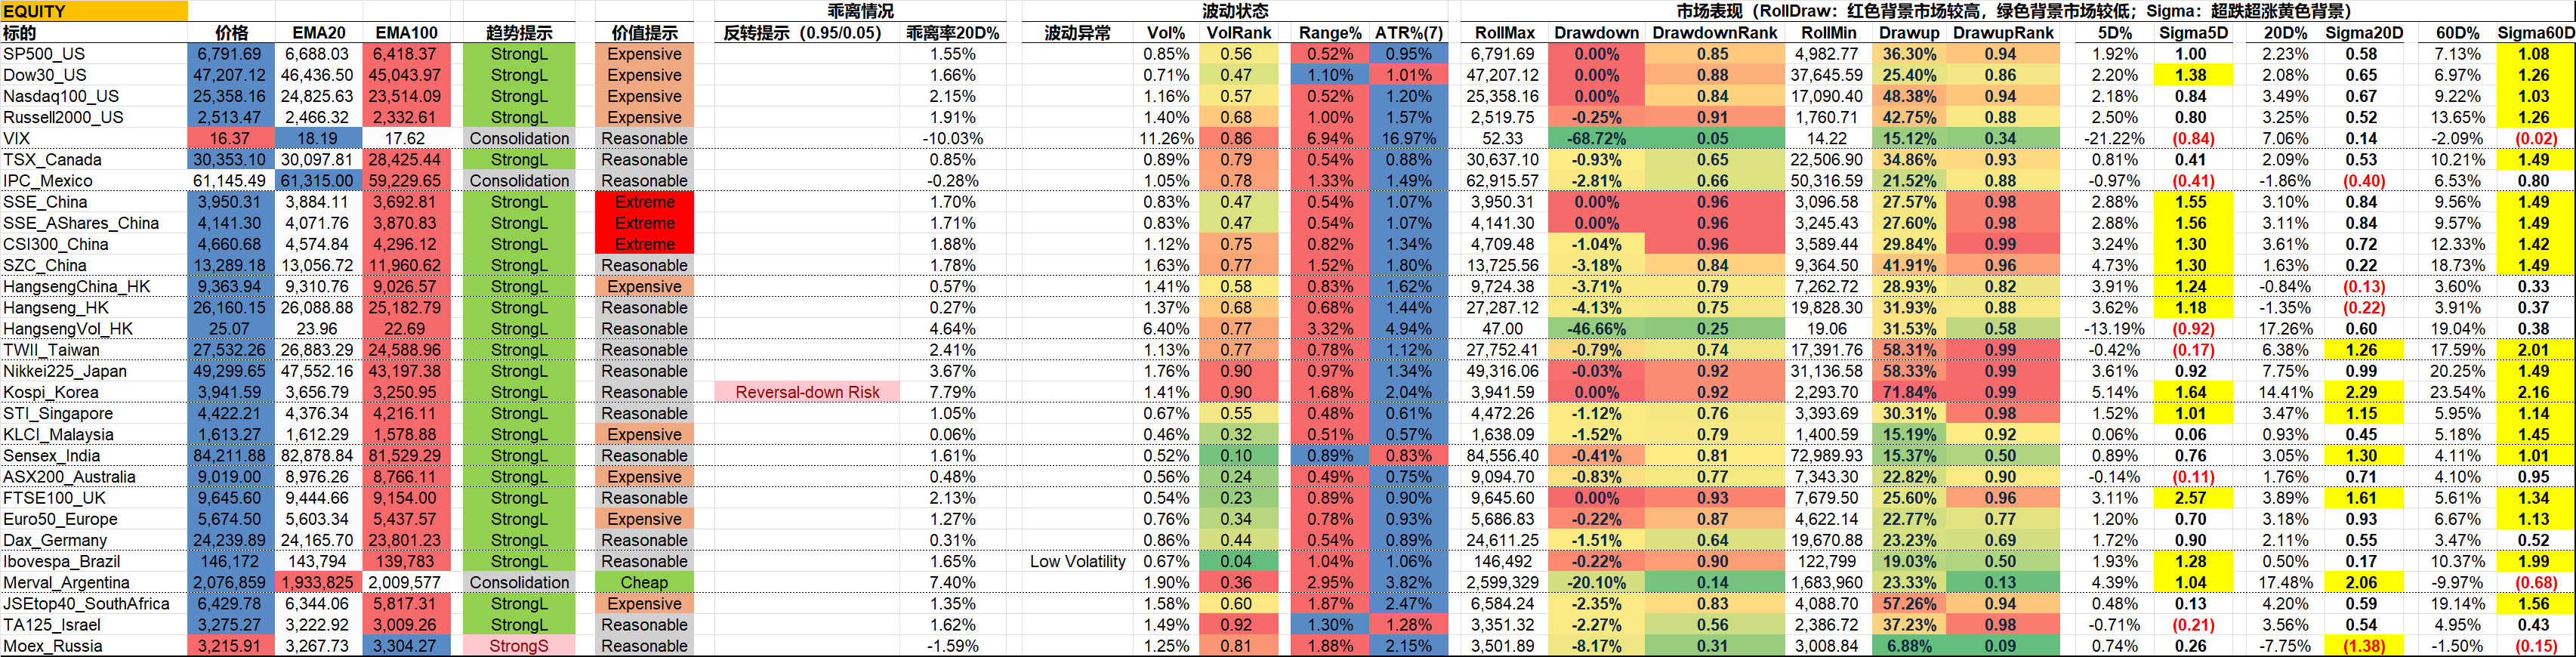 EQUITY 乖离情况 波动状态 市场表现（RollDraw：红色背景市场较高，绿色背景市场较低；Sigma：超跌超涨黄色背景）
标的 价格 EMA20 EMA100 趋势提示 价值提示 反转提示（0.95/0.05） 乖离率20D% 波动异常 Vol% VolRank Range% ATR%(7) RollMax Drawdown DrawdownRank RollMin Drawup DrawupRank 5D% Sigma5D 20D% Sigma20D 60D% Sigma60D
SP500_US 6,791.69 6,688.03 6,418.37 StrongL Expensive 1.55% 0.85% 0.56 0.52% 0.95% 6,791.69 0.00% 0.85 4,982.77 36.30% 0.94 1.92% 1.00 2.23% 0.58 7.13% 1.08
Dow30_US 47,207.12 46,436.50 45,043.97 StrongL Expensive 1.66% 0.71% 0.47 1.10% 1.01% 47,207.12 0.00% 0.88 37,645.59 25.40% 0.86 2.20% 1.38 2.08% 0.65 6.97% 1.26
Nasdaq100_US 25,358.16 24,825.63 23,514.09 StrongL Expensive 2.15% 1.16% 0.57 0.52% 1.20% 25,358.16 0.00% 0.84 17,090.40 48.38% 0.94 2.18% 0.84 3.49% 0.67 9.22% 1.03
Russell2000_US 2,513.47 2,466.32 2,332.61 StrongL Expensive 1.91% 1.40% 0.68 1.00% 1.57% 2,519.75 -0.25% 0.91 1,760.71 42.75% 0.88 2.50% 0.80 3.25% 0.52 13.65% 1.26
VIX 16.37 18.19 17.62 Consolidation Reasonable -10.03% 11.26% 0.86 6.94% 16.97% 52.33 -68.72% 0.05 14.22 15.12% 0.34 -21.22% (0.84) 7.06% 0.14 -2.09% (0.02)
TSX_Canada 30,353.10 30,097.81 28,425.44 StrongL Reasonable 0.85% 0.89% 0.79 0.54% 0.88% 30,637.10 -0.93% 0.65 22,506.90 34.86% 0.93 0.81% 0.41 2.09% 0.53 10.21% 1.49
IPC_Mexico 61,145.49 61,315.00 59,229.65 Consolidation Reasonable -0.28% 1.05% 0.78 1.33% 1.49% 62,915.57 -2.81% 0.66 50,316.59 21.52% 0.88 -0.97% (0.41) -1.86% (0.40) 6.53% 0.80
SSE_China 3,950.31 3,884.11 3,692.81 StrongL Extreme 1.70% 0.83% 0.47 0.54% 1.07% 3,950.31 0.00% 0.96 3,096.58 27.57% 0.98 2.88% 1.55 3.10% 0.84 9.56% 1.49
SSE_AShares_China 4,141.30 4,071.76 3,870.83 StrongL Extreme 1.71% 0.83% 0.47 0.54% 1.07% 4,141.30 0.00% 0.96 3,245.43 27.60% 0.98 2.88% 1.56 3.11% 0.84 9.57% 1.49
CSI300_China 4,660.68 4,574.84 4,296.12 StrongL Extreme 1.88% 1.12% 0.75 0.82% 1.34% 4,709.48 -1.04% 0.96 3,589.44 29.84% 0.99 3.24% 1.30 3.61% 0.72 12.33% 1.42
SZC_China 13,289.18 13,056.72 11,960.62 StrongL Reasonable 1.78% 1.63% 0.77 1.52% 1.80% 13,725.56 -3.18% 0.84 9,364.50 41.91% 0.96 4.73% 1.30 1.63% 0.22 18.73% 1.49
HangsengChina_HK 9,363.94 9,310.76 9,026.57 StrongL Expensive 0.57% 1.41% 0.58 0.83% 1.62% 9,724.38 -3.71% 0.79 7,262.72 28.93% 0.82 3.91% 1.24 -0.84% (0.13) 3.60% 0.33
Hangseng_HK 26,160.15 26,088.88 25,182.79 StrongL Reasonable 0.27% 1.37% 0.68 0.68% 1.44% 27,287.12 -4.13% 0.75 19,828.30 31.93% 0.88 3.62% 1.18 -1.35% (0.22) 3.91% 0.37
HangsengVol_HK 25.07 23.96 22.69 StrongL Reasonable 4.64% 6.40% 0.77 3.32% 4.94% 47.00 -46.66% 0.25 19.06 31.53% 0.58 -13.19% (0.92) 17.26% 0.60 19.04% 0.38
TWII_Taiwan 27,532.26 26,883.29 24,588.96 StrongL Reasonable 2.41% 1.13% 0.77 0.78% 1.12% 27,752.41 -0.79% 0.74 17,391.76 58.31% 0.99 -0.42% (0.17) 6.38% 1.26 17.59% 2.01
Nikkei225_Japan 49,299.65 47,552.16 43,197.38 StrongL Reasonable 3.67% 1.76% 0.90 0.97% 1.34% 49,316.06 -0.03% 0.92 31,136.58 58.33% 0.99 3.61% 0.92 7.75% 0.99 20.25% 1.49
Kospi_Korea 3,941.59 3,656.79 3,250.95 StrongL Reasonable Reversal-down Risk 7.79% 1.41% 0.90 1.68% 2.04% 3,941.59 0.00% 0.92 2,293.70 71.84% 0.99 5.14% 1.64 14.41% 2.29 23.54% 2.16
STI_Singapore 4,422.21 4,376.34 4,216.11 StrongL Reasonable 1.05% 0.67% 0.55 0.48% 0.61% 4,472.26 -1.12% 0.76 3,393.69 30.31% 0.98 1.52% 1.01 3.47% 1.15 5.95% 1.14
KLCI_Malaysia 1,613.27 1,612.29 1,578.88 StrongL Expensive 0.06% 0.46% 0.32 0.51% 0.57% 1,638.09 -1.52% 0.79 1,400.59 15.19% 0.92 0.06% 0.06 0.93% 0.45 5.18% 1.45
Sensex_India 84,211.88 82,878.84 81,529.29 StrongL Reasonable 1.61% 0.52% 0.10 0.89% 0.83% 84,556.40 -0.41% 0.81 72,989.93 15.37% 0.50 0.89% 0.76 3.05% 1.30 4.11% 1.01
ASX200_Australia 9,019.00 8,976.26 8,766.11 StrongL Expensive 0.48% 0.56% 0.24 0.49% 0.75% 9,094.70 -0.83% 0.77 7,343.30 22.82% 0.90 -0.14% (0.11) 1.76% 0.71 4.10% 0.95
FTSE100_UK 9,645.60 9,444.66 9,154.00 StrongL Reasonable 2.13% 0.54% 0.23 0.89% 0.90% 9,645.60 0.00% 0.93 7,679.50 25.60% 0.96 3.11% 2.57 3.89% 1.61 5.61% 1.34
Euro50_Europe 5,674.50 5,603.34 5,437.57 StrongL Expensive 1.27% 0.76% 0.34 0.78% 0.93% 5,686.83 -0.22% 0.87 4,622.14 22.77% 0.77 1.20% 0.70 3.18% 0.93 6.67% 1.13
Dax_Germany 24,239.89 24,165.70 23,801.23 StrongL Reasonable 0.31% 0.86% 0.44 0.54% 0.89% 24,611.25 -1.51% 0.64 19,670.88 23.23% 0.69 1.72% 0.90 2.11% 0.55 3.47% 0.52
Ibovespa_Brazil 146,172 143,794 139,783 StrongL Reasonable 1.65% Low Volatility 0.67% 0.04 1.04% 1.06% 146,492 -0.22% 0.90 122,799 19.03% 0.50 1.93% 1.28 0.50% 0.17 10.37% 1.99
Merval_Argentina 2,076,859 1,933,825 2,009,577 Consolidation Cheap 7.40% 1.90% 0.36 2.95% 3.82% 2,599,329 -20.10% 0.14 1,683,960 23.33% 0.13 4.39% 1.04 17.48% 2.06 -9.97% (0.68)
JSEtop40_SouthAfrica 6,429.78 6,344.06 5,817.31 StrongL Expensive 1.35% 1.58% 0.60 1.87% 2.47% 6,584.24 -2.35% 0.83 4,088.70 57.26% 0.94 0.48% 0.13 4.20% 0.59 19.14% 1.56
TA125_Israel 3,275.27 3,222.92 3,009.26 StrongL Reasonable 1.62% 1.49% 0.92 1.30% 1.28% 3,351.32 -2.27% 0.56 2,386.72 37.23% 0.98 -0.71% (0.21) 3.56% 0.54 4.95% 0.43
Moex_Russia 3,215.91 3,267.73 3,304.26 StrongS Reasonable -1.59% 1.25% 0.81 1.88% 2.15% 3,501.89 -8.17% 0.31 3,008.84 6.88% 0.09 0.74% 0.26 -7.75% (1.38) -1.50% (0.15)